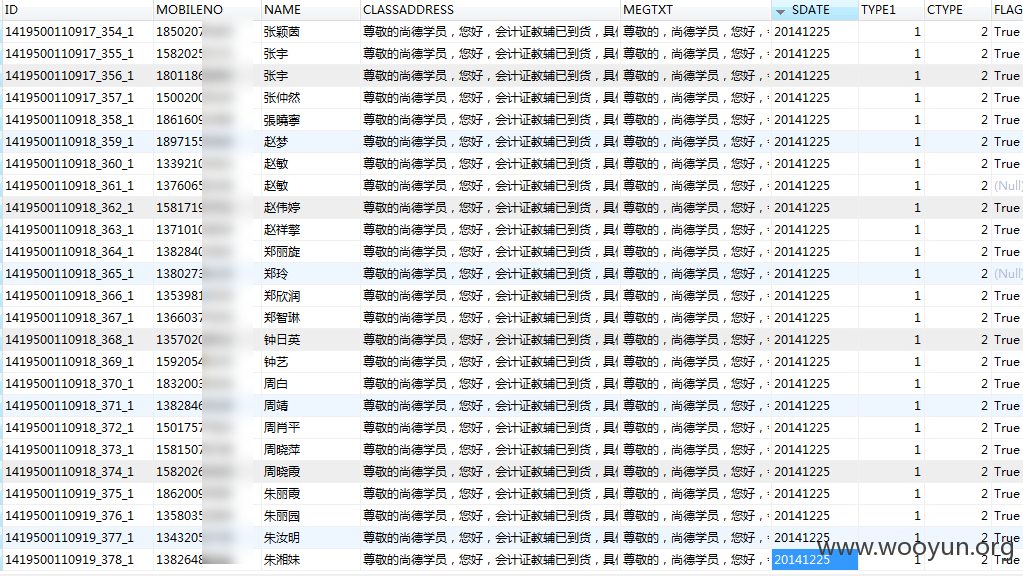 ID MOBILENO NAME CLASSADDRESS MEGTXT SDATE TYPE1 CTYPE FLAG
1419500110917_354_1 185020 张颖茵 尊敬的尚德学员，您好，会计证教辅已到货，具 尊敬的，尚德学员，您好， 20141225 1 2 True
1419500110917_355_1 1582025 张宇 尊敬的尚德学员，您好，会计证教辅已到货，具 尊敬的，尚德学员，您好， 20141225 1 2 True
1419500110917_356_1 1801186 张宇 尊敬的尚德学员，您好，会计证教辅已到货，具 尊敬的，尚德学员，您好， 20141225 1 2 True
1419500110917_357_1 150020 张仲然 尊敬的尚德学员，您好，会计证教辅已到货，具 尊敬的，尚德学员，您好， 20141225 1 2 True
1419500110918_358_1 1861609 張曉寧 尊敬的尚德学员，您好，会计证教辅已到货，具 尊敬的，尚德学员，您好， 20141225 1 2 True
1419500110918_359_1 1897155 赵梦 尊敬的尚德学员，您好，会计证教辅已到货，具 尊敬的，尚德学员，您好， 20141225 1 2 True
1419500110918_360_1 1339210 赵敏 尊敬的尚德学员，您好，会计证教辅已到货，具 尊敬的，尚德学员，您好， 20141225 1 2 True
1419500110918_361_1 1376065 赵敏 尊敬的尚德学员，您好，会计证教辅已到货，具 尊敬的，尚德学员，您好， 20141225 1 2 (Null)
1419500110918_362_1 1581719 赵伟婷 尊敬的尚德学员，您好，会计证教辅已到货，具 尊敬的，尚德学员，您好， 20141225 1 2 True
1419500110918_363_1 1371010 赵祥擎 尊敬的尚德学员，您好，会计证教辅已到货，具 尊敬的，尚德学员，您好， 20141225 1 2 True
1419500110918_364_1 1382840 郑丽旋 尊敬的尚德学员，您好，会计证教辅已到货，具 尊敬的，尚德学员，您好， 20141225 1 2 True
1419500110918_365_1 1380273 郑玲 尊敬的尚德学员，您好，会计证教辅已到货，具 尊敬的，尚德学员，您好， 20141225 1 2 (Null)
1419500110918_366_1 1353981 郑欣润 尊敬的尚德学员，您好，会计证教辅已到货，具 尊敬的，尚德学员，您好， 20141225 1 2 True
1419500110918_367_1 1366037 郑智琳 尊敬的尚德学员，您好，会计证教辅已到货，具 尊敬的，尚德学员，您好， 20141225 1 2 True
1419500110918_368_1 1357020 钟日英 尊敬的尚德学员，您好，会计证教辅已到货，具 尊敬的，尚德学员，您好， 20141225 1 2 True
1419500110918_369_1 1592054 钟艺 尊敬的尚德学员，您好，会计证教辅已到货，具 尊敬的，尚德学员，您好， 20141225 1 2 True
1419500110918_370_1 1832003 周白 尊敬的尚德学员，您好，会计证教辅已到货，具 尊敬的，尚德学员，您好， 20141225 1 2 True
1419500110918_371_1 1382846 周靖 尊敬的尚德学员，您好，会计证教辅已到货，具 尊敬的，尚德学员，您好， 20141225 1 2 True
1419500110918_372_1 1501757 周肖平 尊敬的尚德学员，您好，会计证教辅已到货，具 尊敬的，尚德学员，您好， 20141225 1 2 True
1419500110918_373_1 1581507 周晓萍 尊敬的尚德学员，您好，会计证教辅已到货，具 尊敬的，尚德学员，您好， 20141225 1 2 True
1419500110918_374_1 1582026 周晓霞 尊敬的尚德学员，您好，会计证教辅已到货，具 尊敬的，尚德学员，您好， 20141225 1 2 True
1419500110919_375_1 1862009 朱丽霞 尊敬的尚德学员，您好，会计证教辅已到货，具 尊敬的，尚德学员，您好， 20141225 1 2 True
1419500110919_376_1 1358035 朱丽园 尊敬的尚德学员，您好，会计证教辅已到货，具 尊敬的，尚德学员，您好， 20141225 1 2 True
1419500110919_377_1 1343205 朱汝明 尊敬的尚德学员，您好，会计证教辅已到货，具 尊敬的，尚德学员，您好， 20141225 1 2 True
www.wooyun.org
1419500110919_378_1 1382648 朱湘妹 尊敬的尚德学员，您好，会计证教辅已到货，具 尊敬的，尚德学员，您好， 20141225 1 2 True